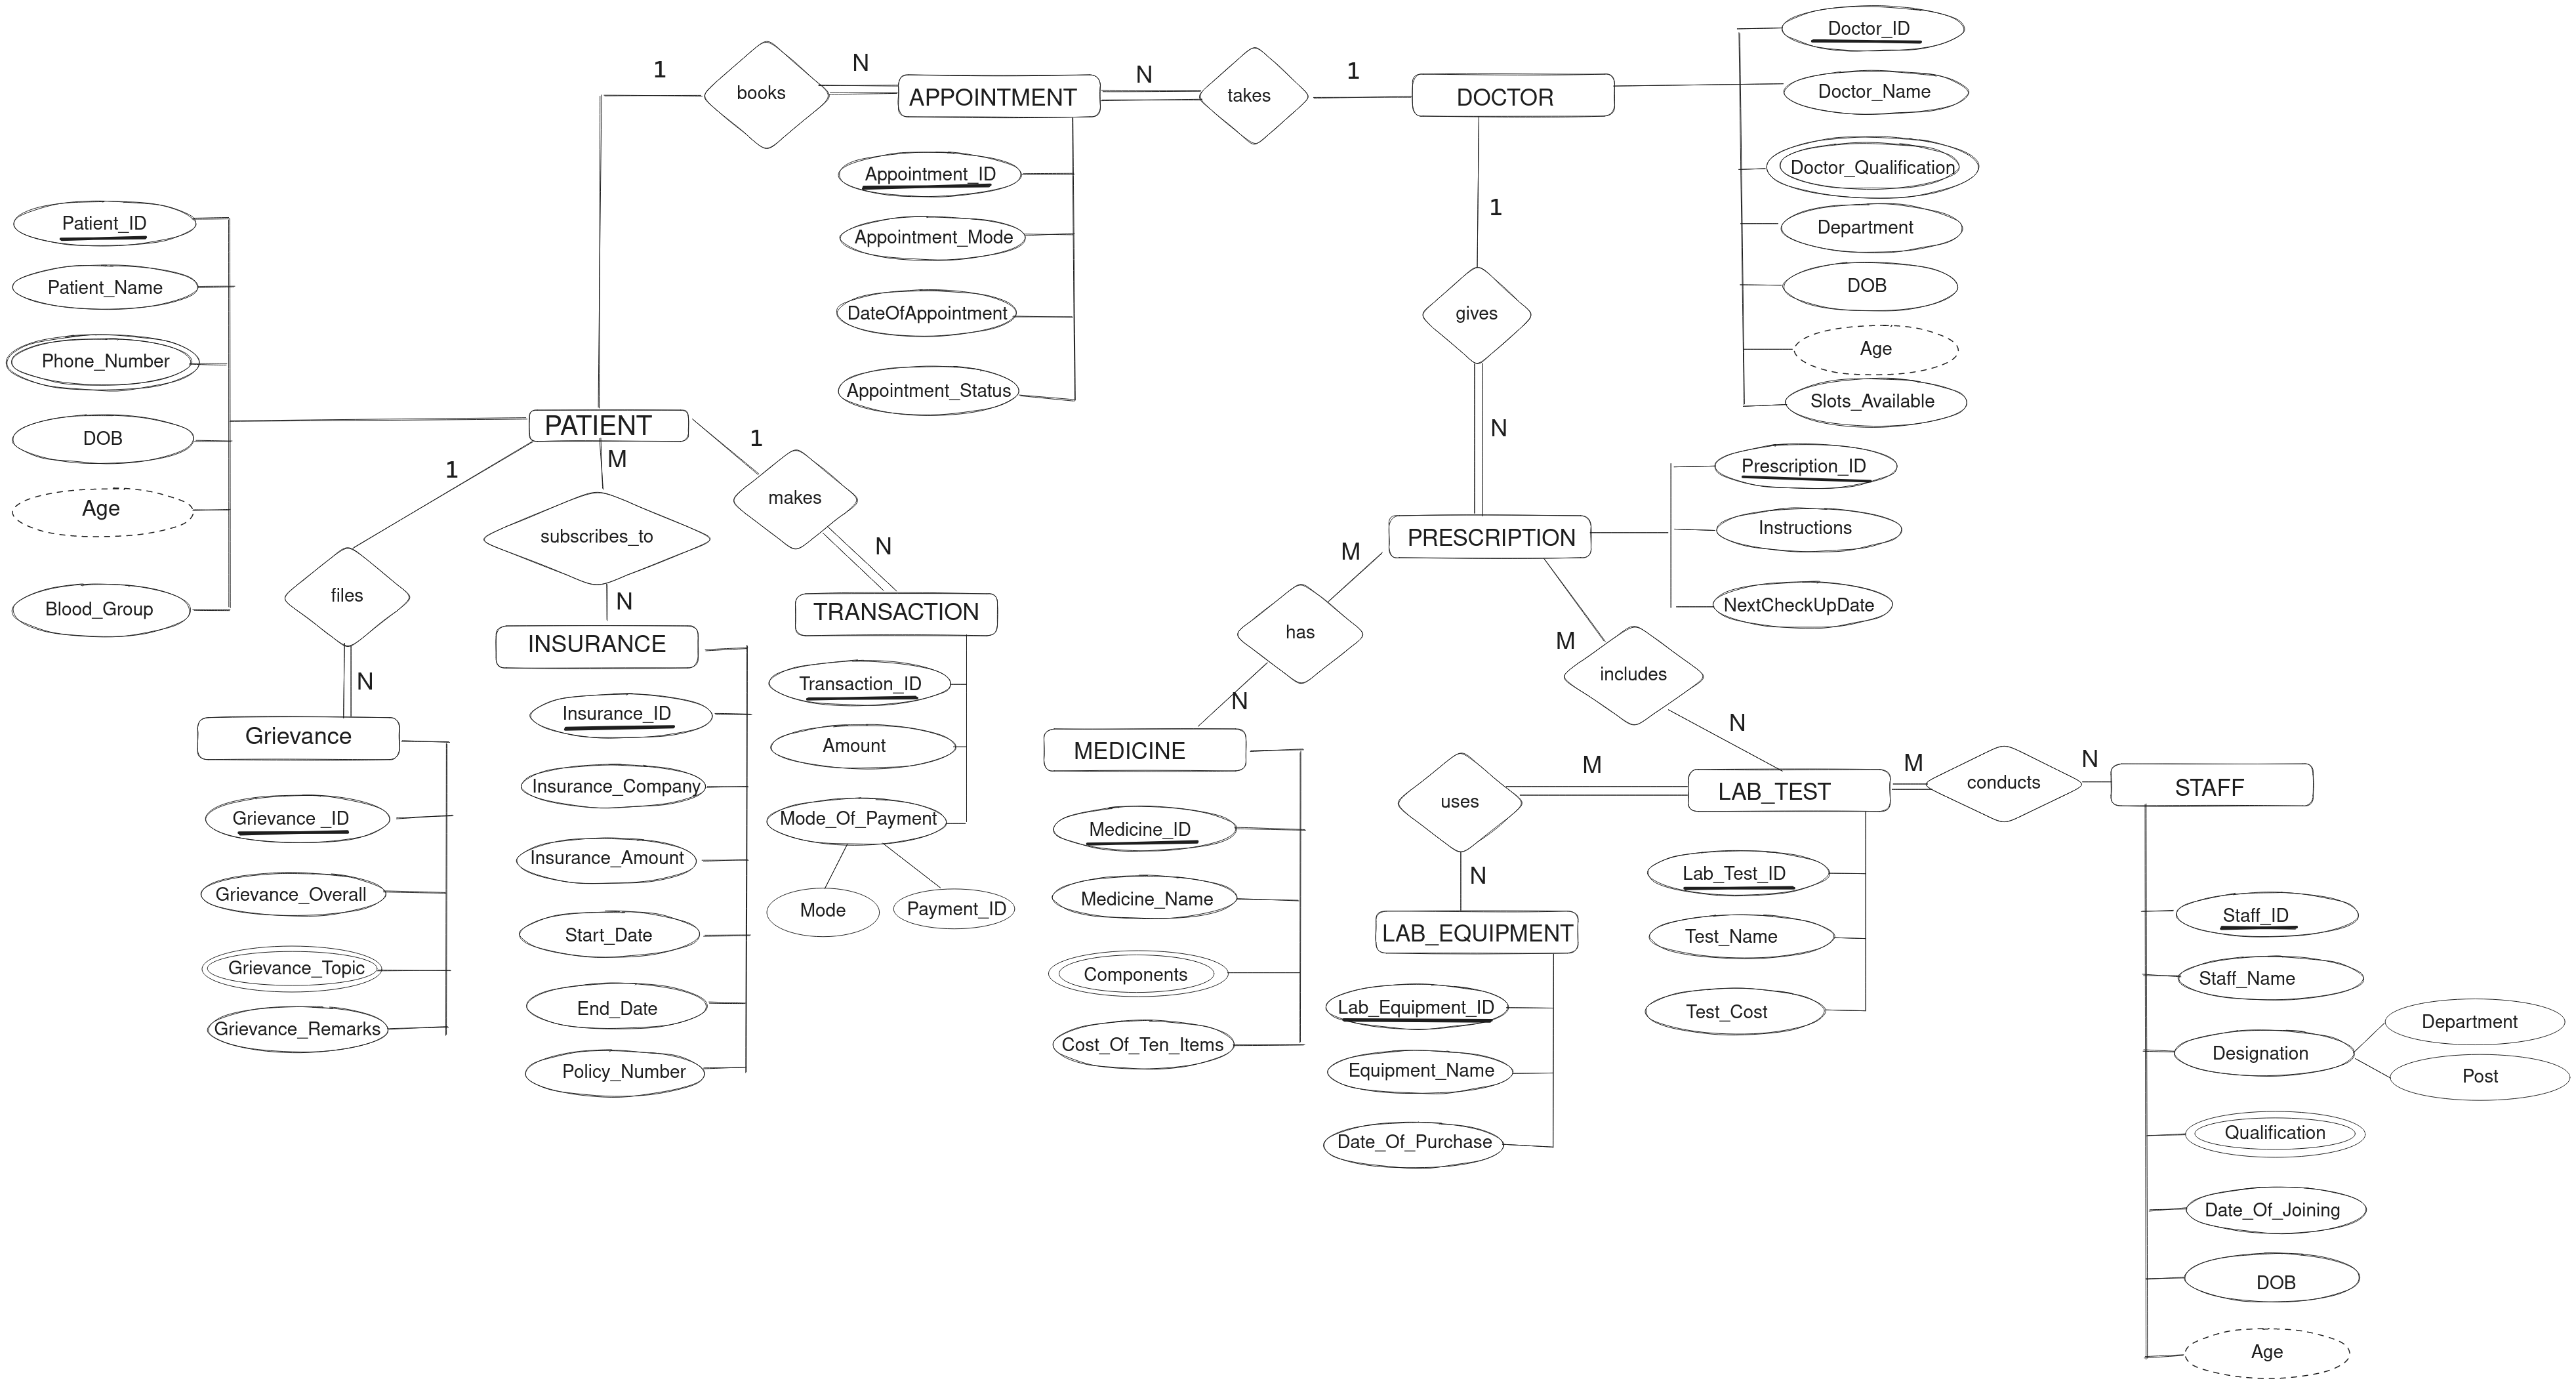 Doctor_ID
1
books
N
APPOINTMENT
N
takes
1
DOCTOR
Doctor_Name
Doctor_Qualification
Department
DOB
Age
Slots_Available
Appointment_ID
Appointment_Mode
DateOfAppointment
Appointment_Status
1
gives
N
Patient_ID
Patient_Name
Phone_Number
DOB
Age
Blood_Group
PATIENT
1
M
1
files
subscribes_to
makes
N
N
N
Grievance
INSURANCE
TRANSACTION
Grievance _ID
Grievance_Overall
Grievance_Topic
Grievance_Remarks
Insurance_ID
Insurance_Company
Insurance_Amount
Start_Date
End_Date
Policy_Number
Transaction_ID
Amount
Mode_Of_Payment
Mode
Payment_ID
PRESCRIPTION
Prescription_ID
Instructions
NextCheckUpDate
M
has
N
M
includes
N
MEDICINE
Medicine_ID
Medicine_Name
Components
Cost_Of_Ten_Items
uses
M
LAB_TEST
M
conducts
N
STAFF
N
LAB_EQUIPMENT
Lab_Equipment_ID
Equipment_Name
Date_Of_Purchase
Lab_Test_ID
Test_Name
Test_Cost
Staff_ID
Staff_Name
Designation
Department
Post
Qualification
Date_Of_Joining
DOB
Age